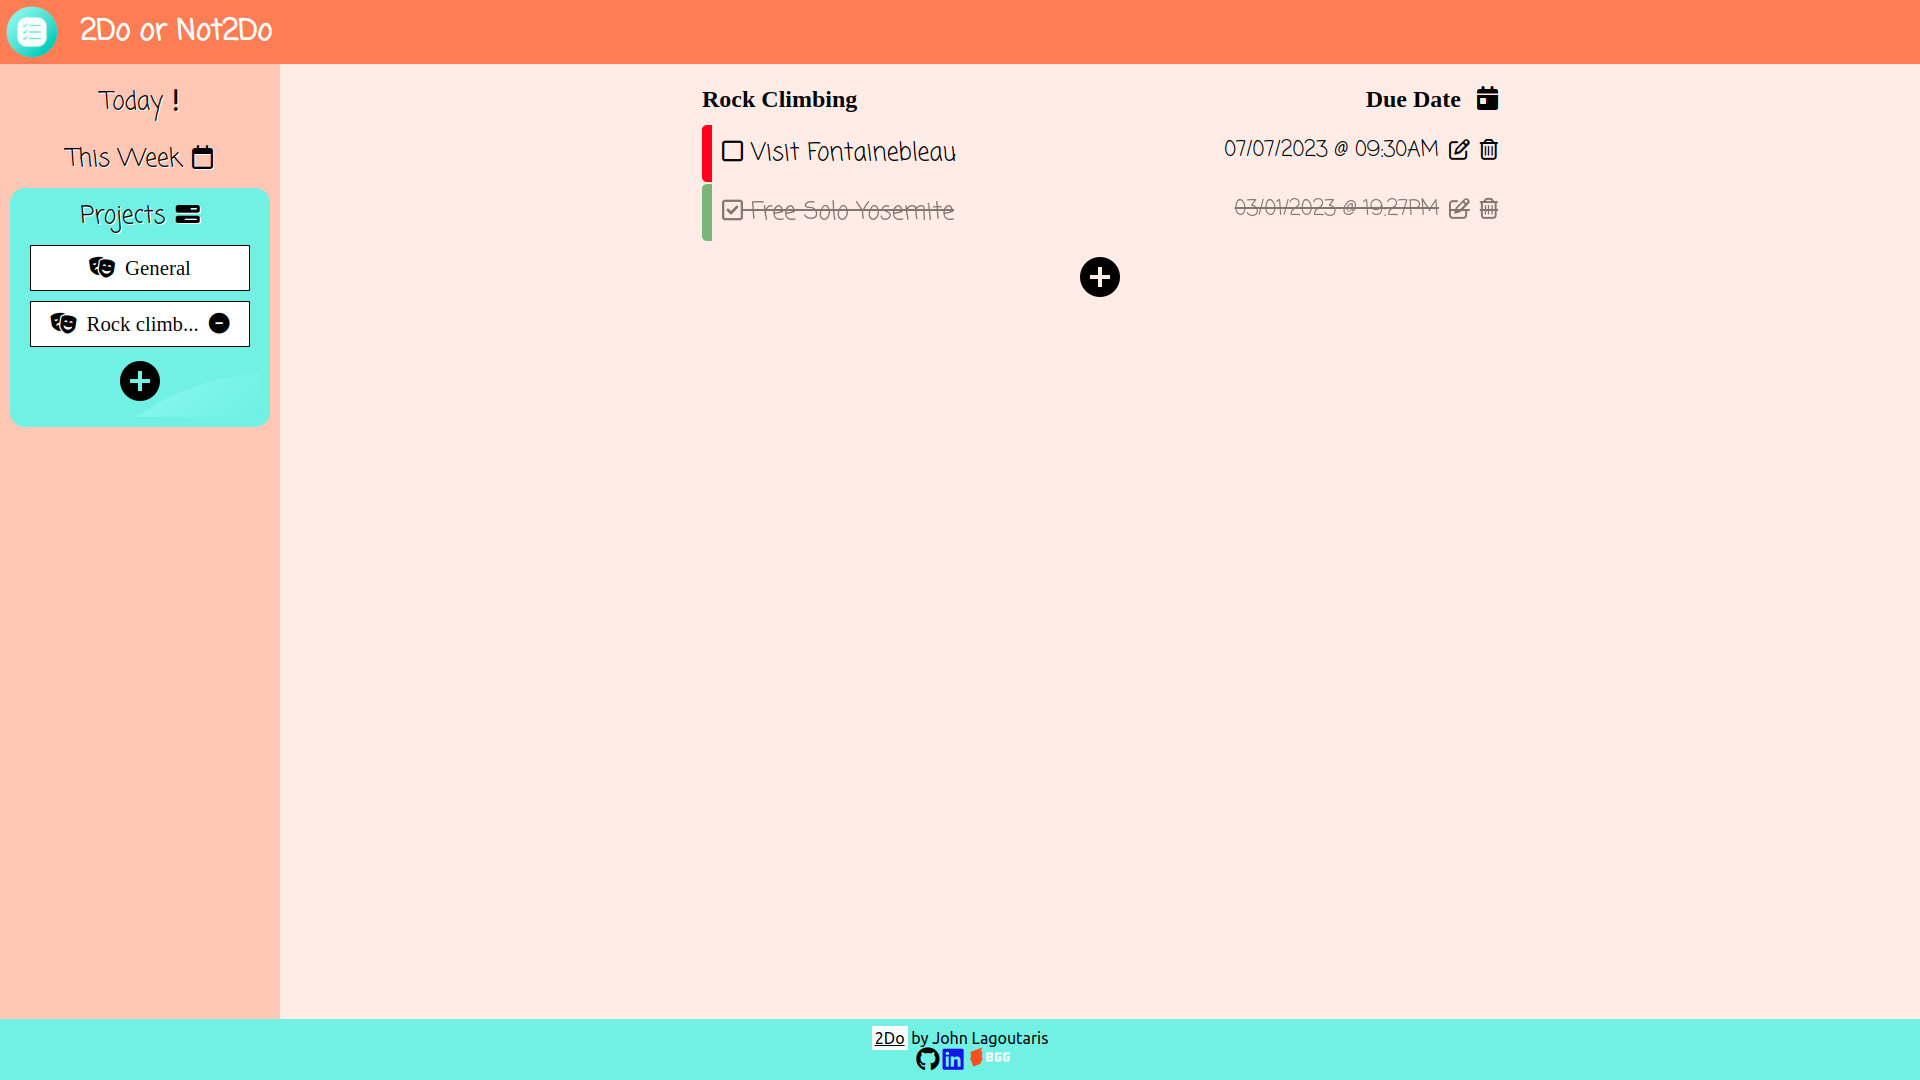 2Do or Not2Do
Today !
This Week
Projects
General
Rock climb...
Rock Climbing Due Date
Visit Fontainebleau 07/07/2023 @ 09:30AM
Free Solo Yosemite 03/01/2023 @ 19:27PM
2Do by John Lagoutaris
in BGG